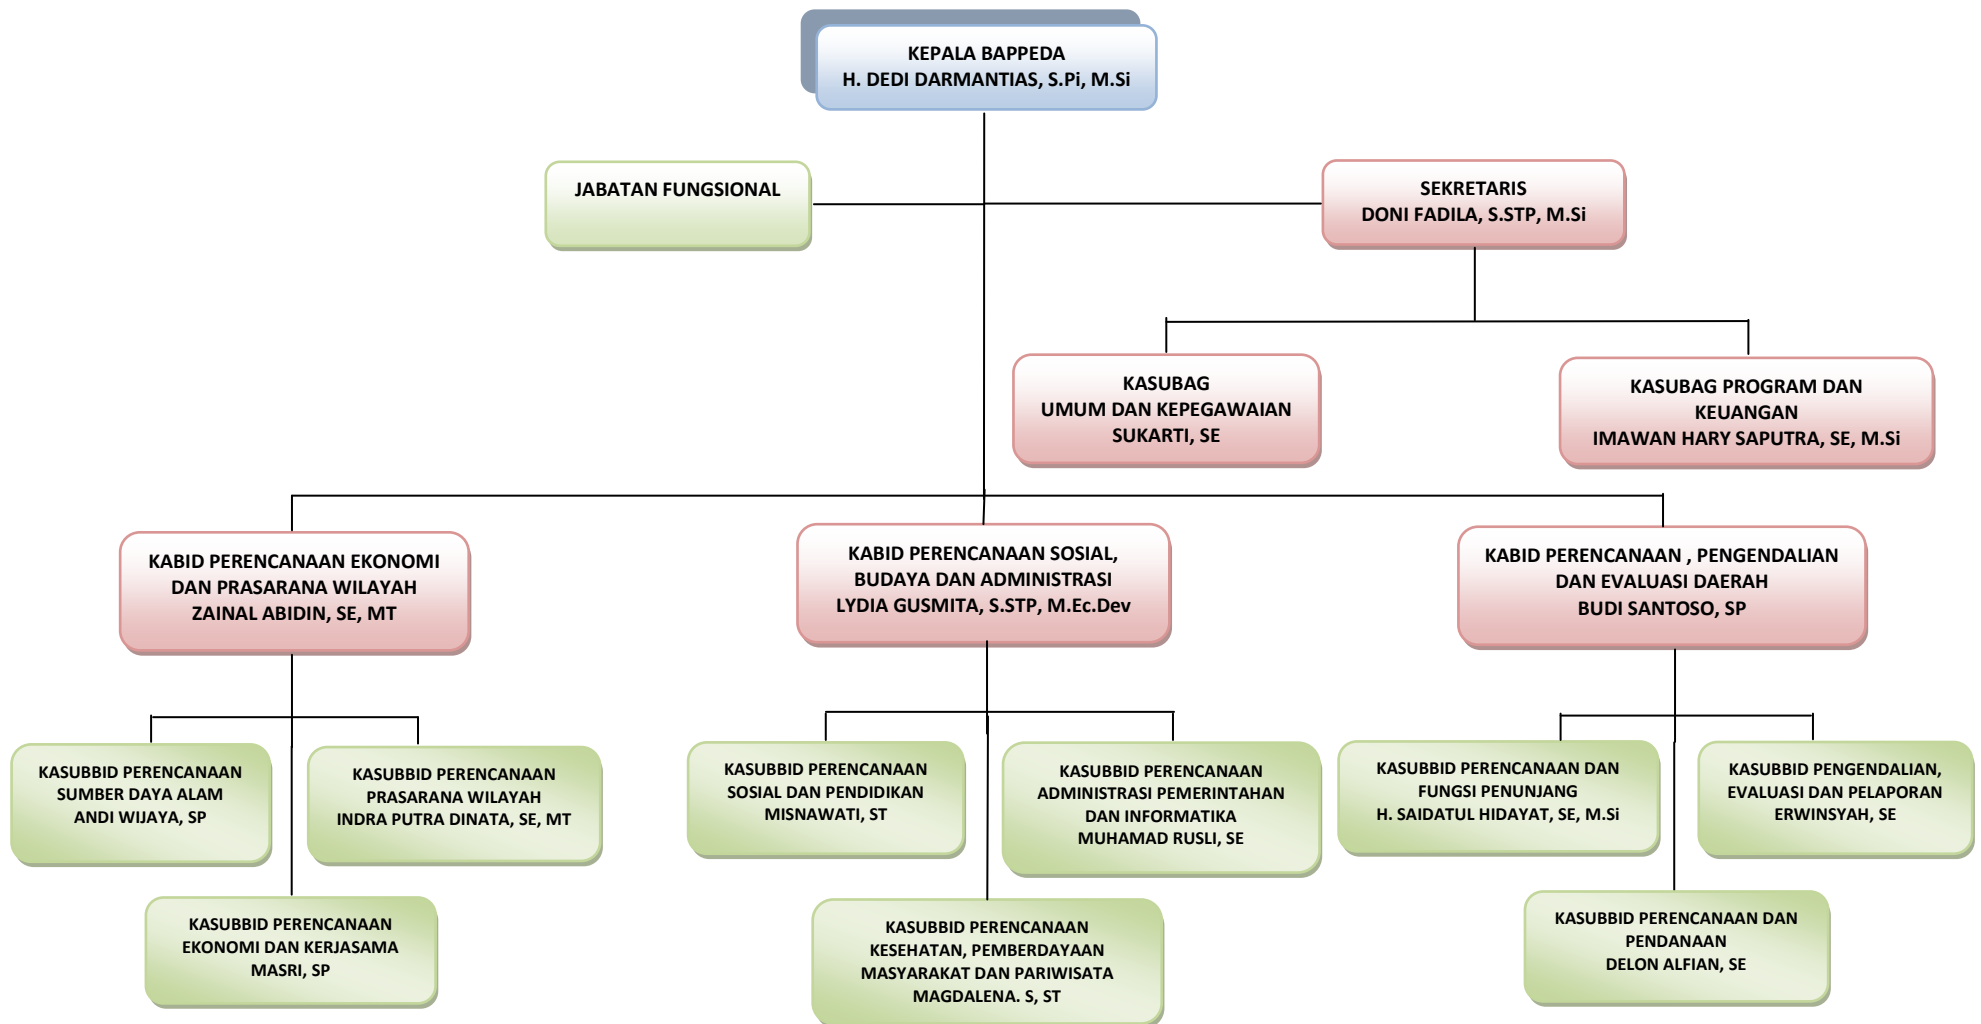 KEPALA BAPPEDA
H. DEDI DARMANTIAS, S.Pi, M.Si
JABATAN FUNGSIONAL
SEKRETARIS
DONI FADILA, S.STP, M.Si
KASUBAG
UMUM DAN KEPEGAWAIAN
SUKARTI, SE
KASUBAG PROGRAM DAN
KEUANGAN
IMAWAN HARY SAPUTRA, SE, M.Si
KABID PERENCANAAN EKONOMI
DAN PRASARANA WILAYAH
ZAINAL ABIDIN, SE, MT
KABID PERENCANAAN SOSIAL,
BUDAYA DAN ADMINISTRASI
LYDIA GUSMITA, S.STP, M.Ec.Dev
KABID PERENCANAAN , PENGENDALIAN
DAN EVALUASI DAERAH
BUDI SANTOSO, SP
KASUBBID PERENCANAAN
SUMBER DAYA ALAM
ANDI WIJAYA, SP
KASUBBID PERENCANAAN
PRASARANA WILAYAH
INDRA PUTRA DINATA, SE, MT
KASUBBID PERENCANAAN
EKONOMI DAN KERJASAMA
MASRI, SP
KASUBBID PERENCANAAN
SOSIAL DAN PENDIDIKAN
MISNAWATI, ST
KASUBBID PERENCANAAN
ADMINISTRASI PEMERINTAHAN
DAN INFORMATIKA
MUHAMAD RUSLI, SE
KASUBBID PERENCANAAN
KESEHATAN, PEMBERDAYAAN
MASYARAKAT DAN PARIWISATA
MAGDALENA. S, ST
KASUBBID PERENCANAAN DAN
FUNGSI PENUNJANG
H. SAIDATUL HIDAYAT, SE, M.Si
KASUBBID PENGENDALIAN,
EVALUASI DAN PELAPORAN
ERWINSYAH, SE
KASUBBID PERENCANAAN DAN
PENDANAAN
DELON ALFIAN, SE